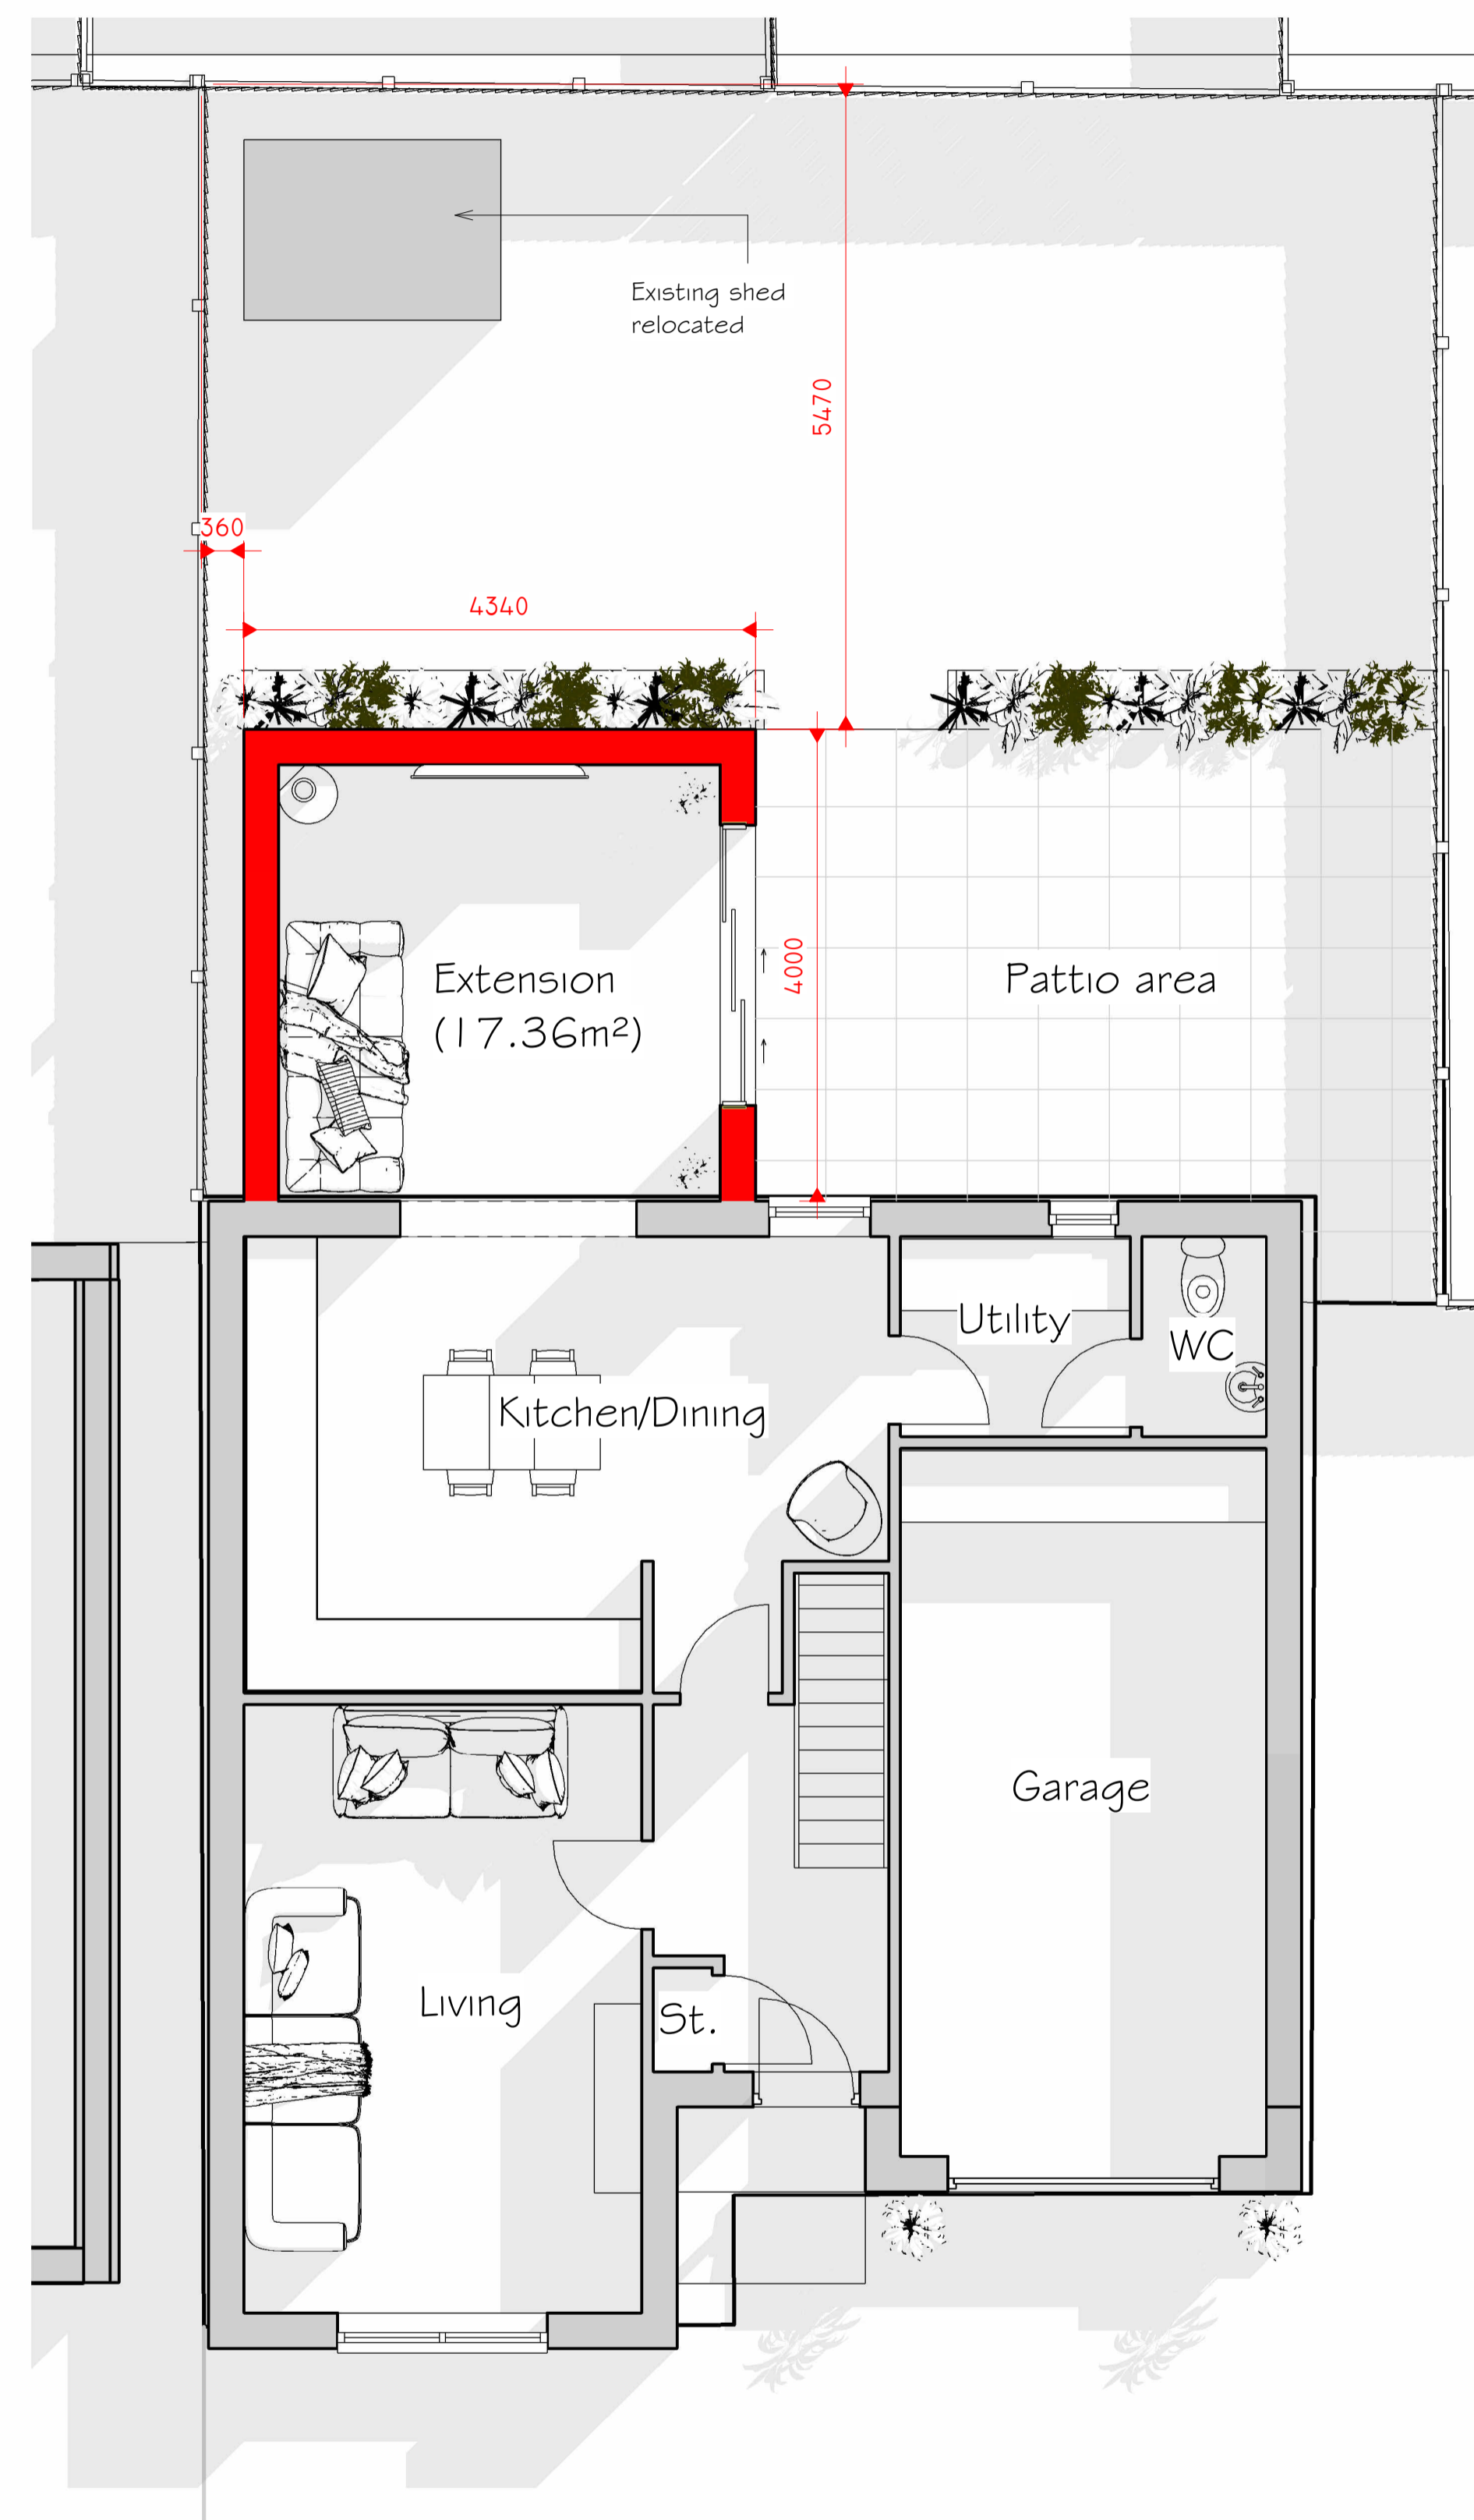 Existing shed
relocated
5470
360
4340
4000
Extension
(17.36m²)
Pattio area
Utility
WC
Kitchen/Dining
Garage
Living
St.